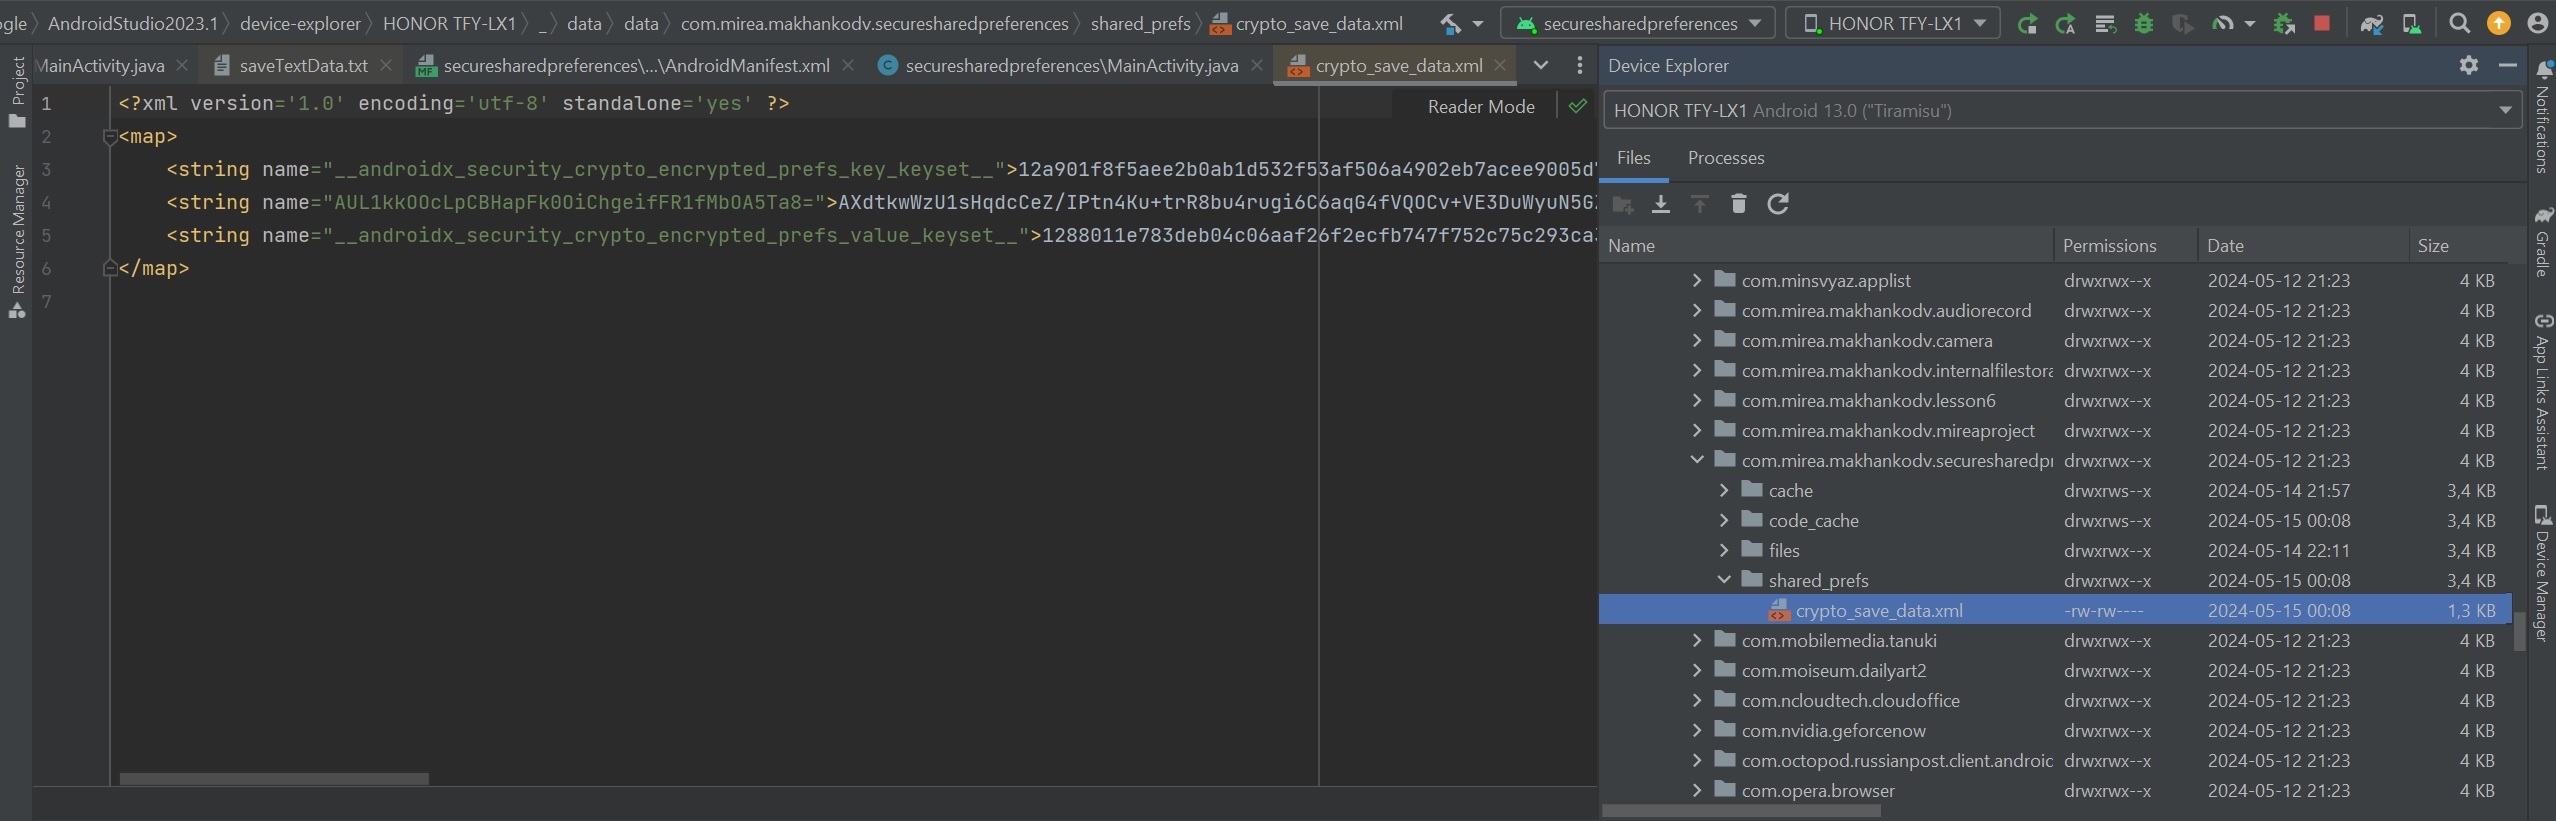 ogle AndroidStudio2023.1 device-explorer HONOR TFY-LX1 _ data data com.mirea.makhankodv.securesharedpreferences shared_prefs crypto_save_data.xml securesharedpreferences HONOR TFY-LX1
MainActivity.java saveTextData.txt securesharedpreferences\...\AndroidManifest.xml securesharedpreferences\MainActivity.java crypto_save_data.xml
Project
Resource Manager
1 <?xml version='1.0' encoding='utf-8' standalone='yes' ?>
2 <map>
3 <string name="__androidx_security_crypto_encrypted_prefs_key_keyset__">12a901f8f5aee2b0ab1d532f53af506a4902eb7acee9005d
4 <string name="AUL1kkOOcLpCBHapFk0OiChgeifFR1fMbOA5Ta8=">AXdtkwWzU1sHqdcCeZ/IPtn4Ku+trR8bu4rugi6C6aqG4fVQOCv+VE3DuWyuN5G
5 <string name="__androidx_security_crypto_encrypted_prefs_value_keyset__">1288011e783deb04c06aaf26f2ecfb747f752c75c293ca
6 </map>
7
Reader Mode
Device Explorer
HONOR TFY-LX1 Android 13.0 ("Tiramisu")
Files Processes
Name Permissions Date Size
com.minsvyaz.applist drwxrwx--x 2024-05-12 21:23 4 KB
com.mirea.makhankodv.audiorecord drwxrwx--x 2024-05-12 21:23 4 KB
com.mirea.makhankodv.camera drwxrwx--x 2024-05-12 21:23 4 KB
com.mirea.makhankodv.internalfilestora drwxrwx--x 2024-05-12 21:23 4 KB
com.mirea.makhankodv.lesson6 drwxrwx--x 2024-05-12 21:23 4 KB
com.mirea.makhankodv.mireaproject drwxrwx--x 2024-05-12 21:23 4 KB
com.mirea.makhankodv.securesharedpr drwxrwx--x 2024-05-12 21:23 4 KB
cache drwxrws--x 2024-05-14 21:57 3,4 KB
code_cache drwxrws--x 2024-05-15 00:08 3,4 KB
files drwxrwx--x 2024-05-14 22:11 3,4 KB
shared_prefs drwxrwx--x 2024-05-15 00:08 3,4 KB
crypto_save_data.xml -rw-rw---- 2024-05-15 00:08 1,3 KB
com.mobilemedia.tanuki drwxrwx--x 2024-05-12 21:23 4 KB
com.moiseum.dailyart2 drwxrwx--x 2024-05-12 21:23 4 KB
com.ncloudtech.cloudoffice drwxrwx--x 2024-05-12 21:23 4 KB
com.nvidia.geforcenow drwxrwx--x 2024-05-12 21:23 4 KB
com.octopod.russianpost.client.android drwxrwx--x 2024-05-12 21:23 4 KB
com.opera.browser drwxrwx--x 2024-05-12 21:23 4 KB
Notifications
Gradle
App Links Assistant
Device Manager